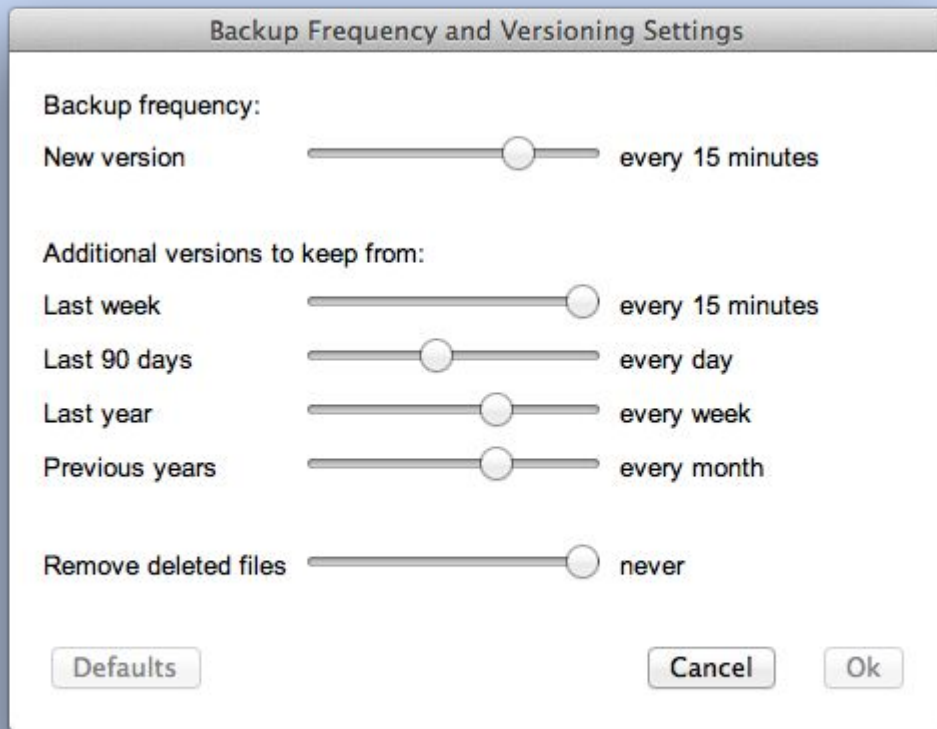 Backup Frequency and Versioning Settings
Backup frequency:
New version every 15 minutes
Additional versions to keep from:
Last week every 15 minutes
Last 90 days every day
Last year every week
Previous years every month
Remove deleted files never
Defaults Cancel Ok